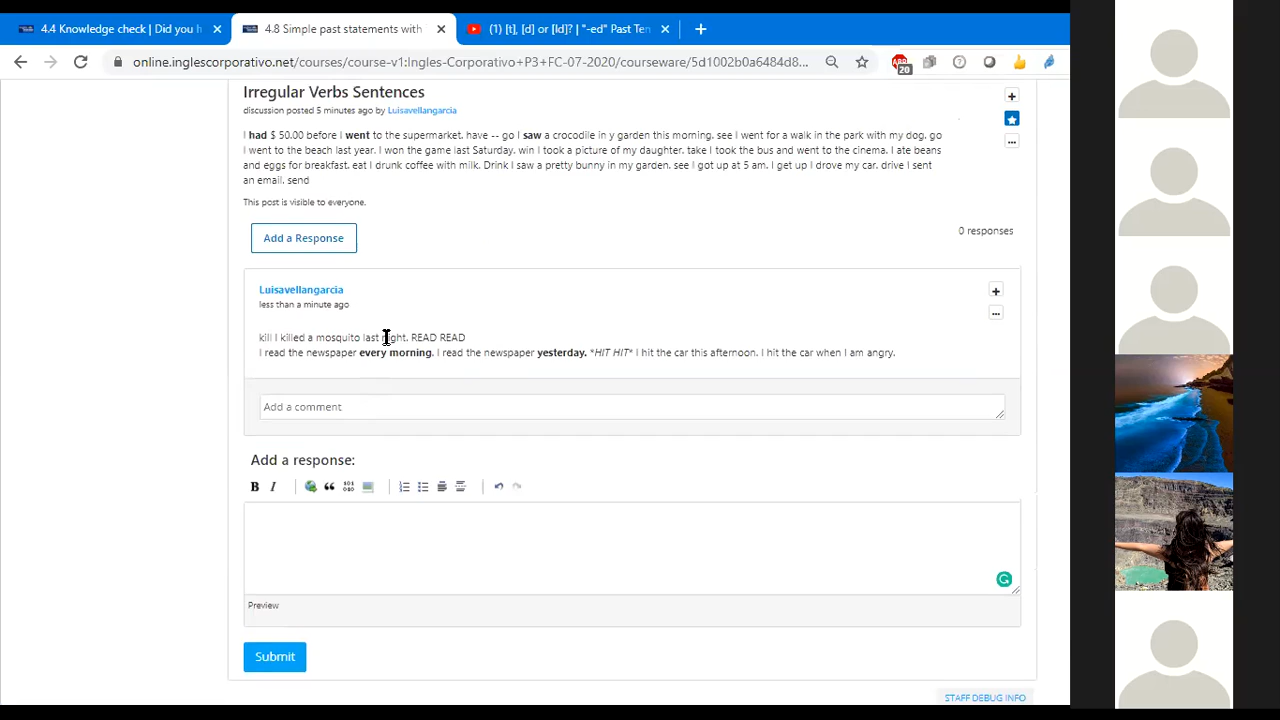 4.4 Knowledge check | Did you h
4.8 Simple past statements with
(1) [t], [d] or [Id]? | "-ed" Past Ten
online.inglescorporativo.net/courses/course-v1:Ingles-Corporativo+P3+FC-07-2020/courseware/5d1002b0a6484d8...
20
Irregular Verbs Sentences
discussion posted 5 minutes ago by Luisavellangarcia
I had $ 50.00 before I went to the supermarket. have -- go I saw a crocodile in y garden this morning. see I went for a walk in the park with my dog. go
I went to the beach last year. I won the game last Saturday. win I took a picture of my daughter. take I took the bus and went to the cinema. I ate beans
and eggs for breakfast. eat I drunk coffee with milk. Drink I saw a pretty bunny in my garden. see I got up at 5 am. I get up I drove my car. drive I sent
an email. send
This post is visible to everyone.
Add a Response
0 responses
Luisavellangarcia
less than a minute ago
kill I killed a mosquito last night. READ READ
I read the newspaper every morning. I read the newspaper yesterday. *HIT HIT* I hit the car this afternoon. I hit the car when I am angry.
Add a comment
Add a response:
B I
Preview
Submit
STAFF DEBUG INFO